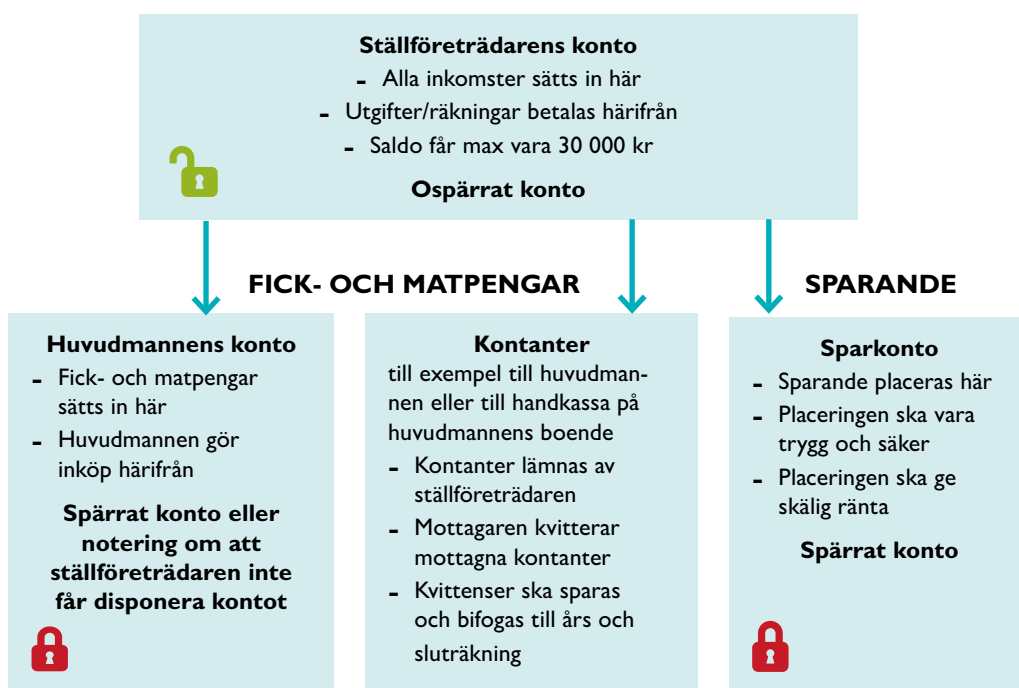 Ställföreträdarens konto
- Alla inkomster sätts in här
- Utgifter/räkningar betalas härifrån
- Saldo får max vara 30 000 kr
Ospärrat konto
FICK- OCH MATPENGAR
SPARANDE
Huvudmannens konto
- Fick- och matpengar
sätts in här
- Huvudmannen gör
inköp härifrån
Spärrat konto eller
notering om att
ställföreträdaren inte
får disponera kontot
Kontanter
till exempel till huvudman-
nen eller till handkassa på
huvudmannens boende
- Kontanter lämnas av
ställföreträdaren
- Mottagaren kvitterar
mottagna kontanter
- Kvittenser ska sparas
och bifogas till års och
sluträkning
Sparkonto
- Sparande placeras här
- Placeringen ska vara
trygg och säker
- Placeringen ska ge
skälig ränta
Spärrat konto